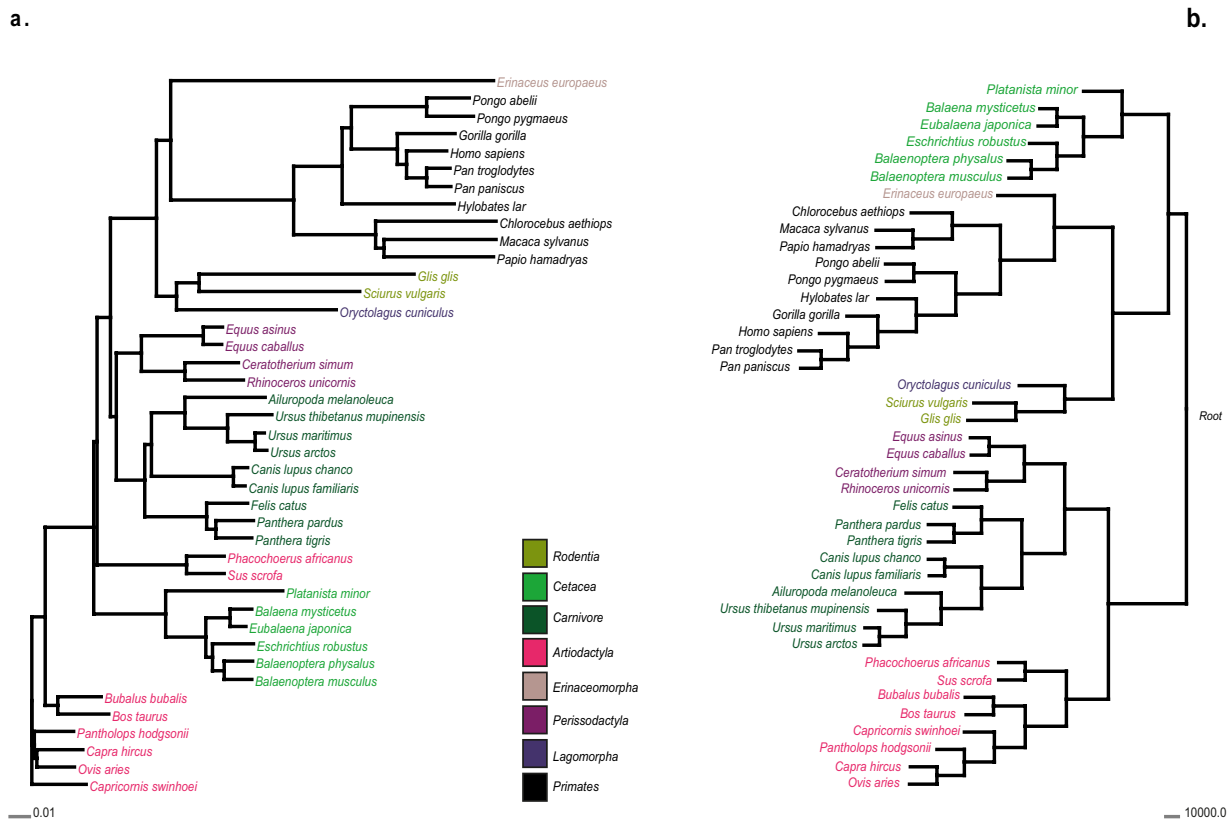 a.
Erinaceus europaeus
Pongo abelii
Pongo pygmaeus
Gorilla gorilla
Homo sapiens
Pan troglodytes
Pan paniscus
Hylobates lar
Chlorocebus aethiops
Macaca sylvanus
Papio hamadryas
Glis glis
Sciurus vulgaris
Oryctolagus cuniculus
Equus asinus
Equus caballus
Ceratotherium simum
Rhinoceros unicornis
Ailuropoda melanoleuca
Ursus thibetanus mupinensis
Ursus maritimus
Ursus arctos
Canis lupus chanco
Canis lupus familiaris
Felis catus
Panthera pardus
Panthera tigris
Phacochoerus africanus
Sus scrofa
Platanista minor
Balaena mysticetus
Eubalaena japonica
Eschrichtius robustus
Balaenoptera physalus
Balaenoptera musculus
Bubalus bubalis
Bos taurus
Pantholops hodgsonii
Capra hircus
Ovis aries
Capricornis swinhoei
0.01
Rodentia
Cetacea
Carnivore
Artiodactyla
Erinaceomorpha
Perissodactyla
Lagomorpha
Primates
b.
Platanista minor
Balaena mysticetus
Eubalaena japonica
Eschrichtius robustus
Balaenoptera physalus
Balaenoptera musculus
Erinaceus europaeus
Chlorocebus aethiops
Macaca sylvanus
Papio hamadryas
Pongo abelii
Pongo pygmaeus
Hylobates lar
Gorilla gorilla
Homo sapiens
Pan troglodytes
Pan paniscus
Oryctolagus cuniculus
Sciurus vulgaris
Glis glis
Root
Equus asinus
Equus caballus
Ceratotherium simum
Rhinoceros unicornis
Felis catus
Panthera pardus
Panthera tigris
Canis lupus chanco
Canis lupus familiaris
Ailuropoda melanoleuca
Ursus thibetanus mupinensis
Ursus maritimus
Ursus arctos
Phacochoerus africanus
Sus scrofa
Bubalus bubalis
Bos taurus
Capricornis swinhoei
Pantholops hodgsonii
Capra hircus
Ovis aries
10000.0